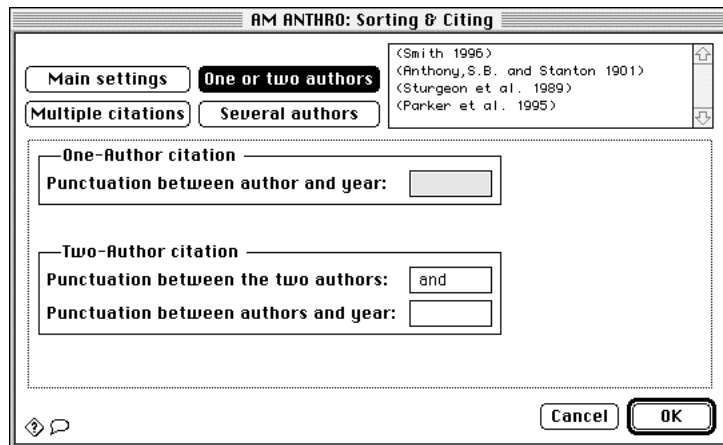 AM ANTHRO: Sorting & Citing
Main settings
One or two authors
Multiple citations
Several authors
(Smith 1996)
(Anthony,S.B. and Stanton 1901)
(Sturgeon et al. 1989)
(Parker et al. 1995)
One-Author citation
Punctuation between author and year:
Two-Author citation
Punctuation between the two authors: and
Punctuation between authors and year:
?
Cancel
OK